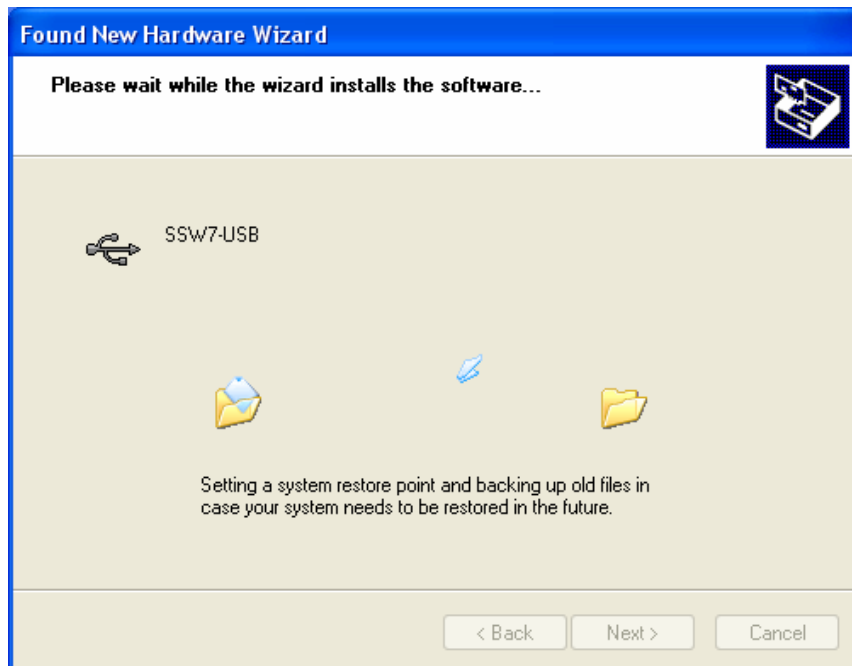 Found New Hardware Wizard
Please wait while the wizard installs the software...
SSW7-USB
Setting a system restore point and backing up old files in
case your system needs to be restored in the future.
< Back
Next >
Cancel